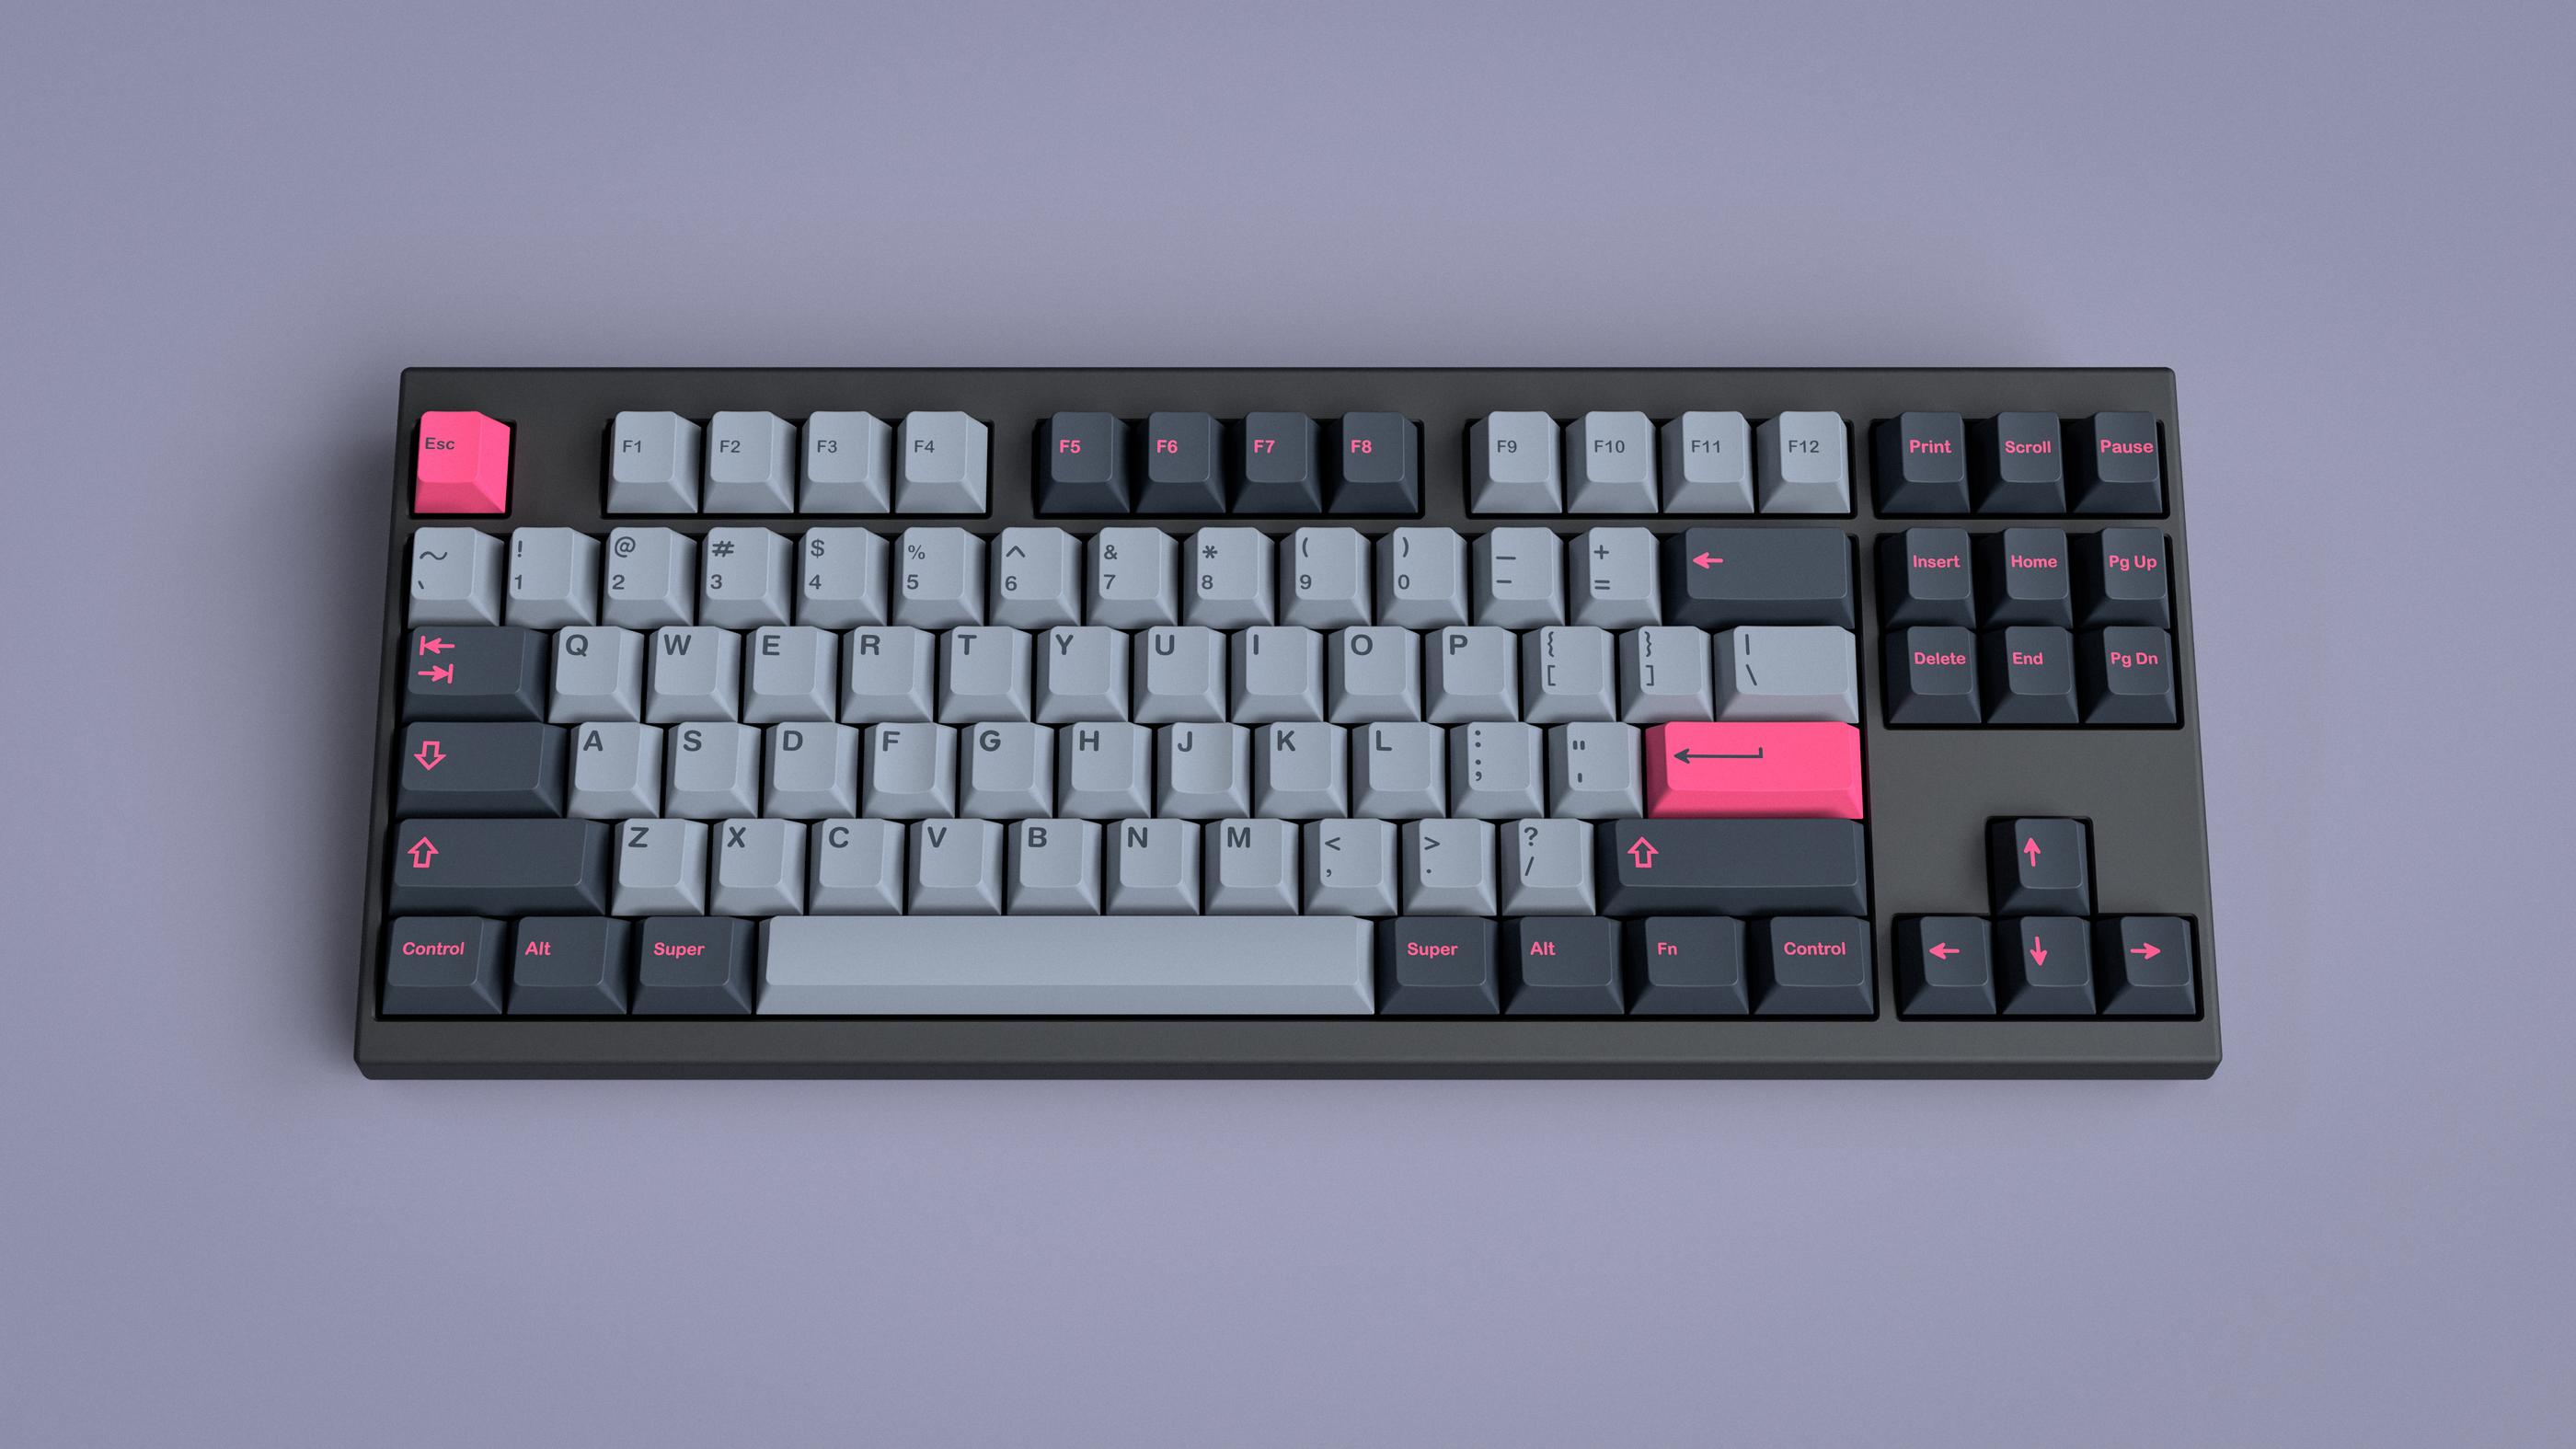 Esc F1 F2 F3 F4 F5 F6 F7 F8 F9 F10 F11 F12 Print Scroll Pause
~ ! @ # $ % ^ & * ( ) _ +
` 1 2 3 4 5 6 7 8 9 0 - = ← Insert Home Pg Up
⇤ Q W E R T Y U I O P { } |
⇥ [ ] \ Delete End Pg Dn
⇩ A S D F G H J K L : "
; '
⇧ Z X C V B N M < > ? ⇧ ↑
, . /
Control Alt Super Super Alt Fn Control ← ↓ →